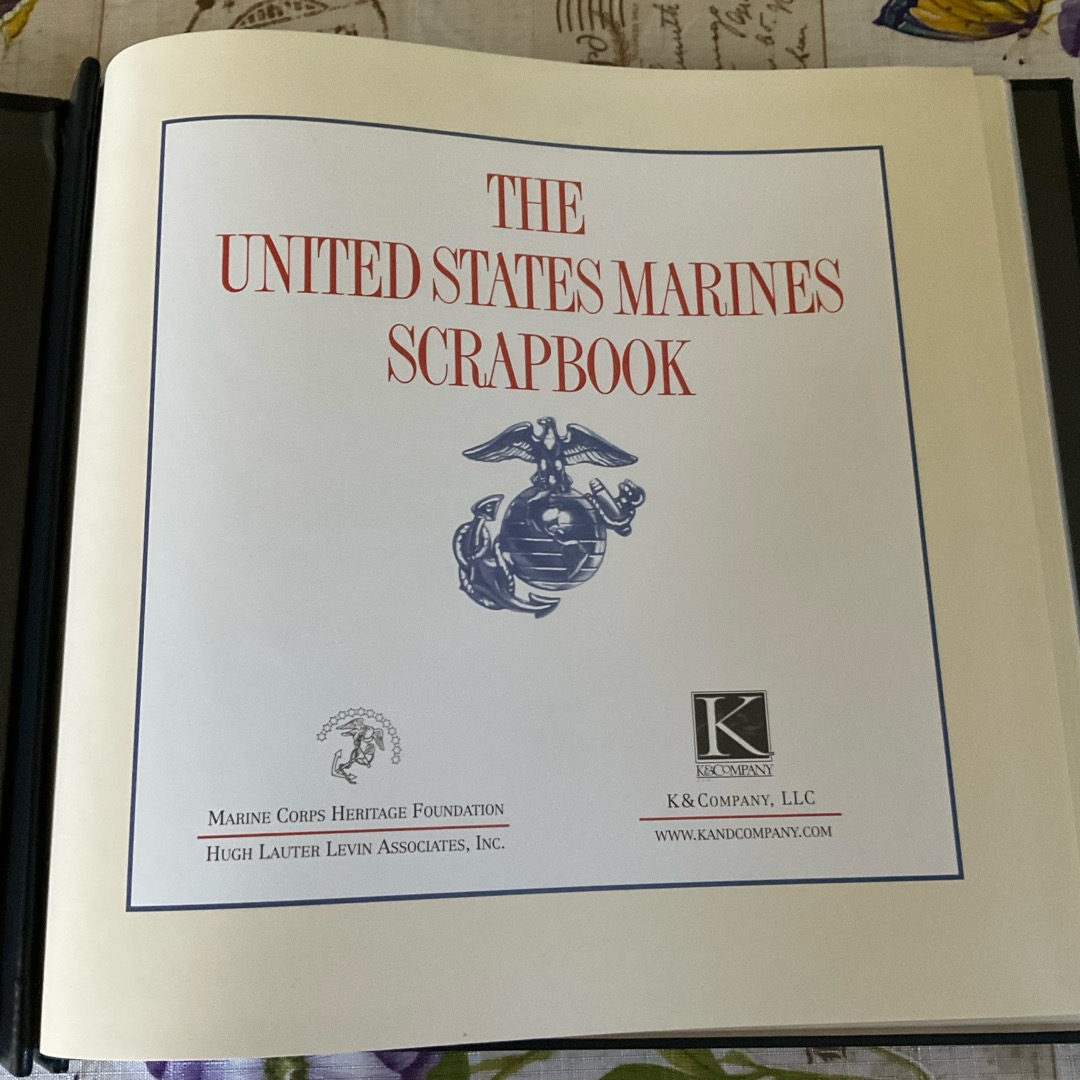 THE
UNITED STATES MARINES
SCRAPBOOK
K
K&COMPANY
MARINE CORPS HERITAGE FOUNDATION
HUGH LAUTER LEVIN ASSOCIATES, INC.
K&COMPANY, LLC
WWW.KANDCOMPANY.COM